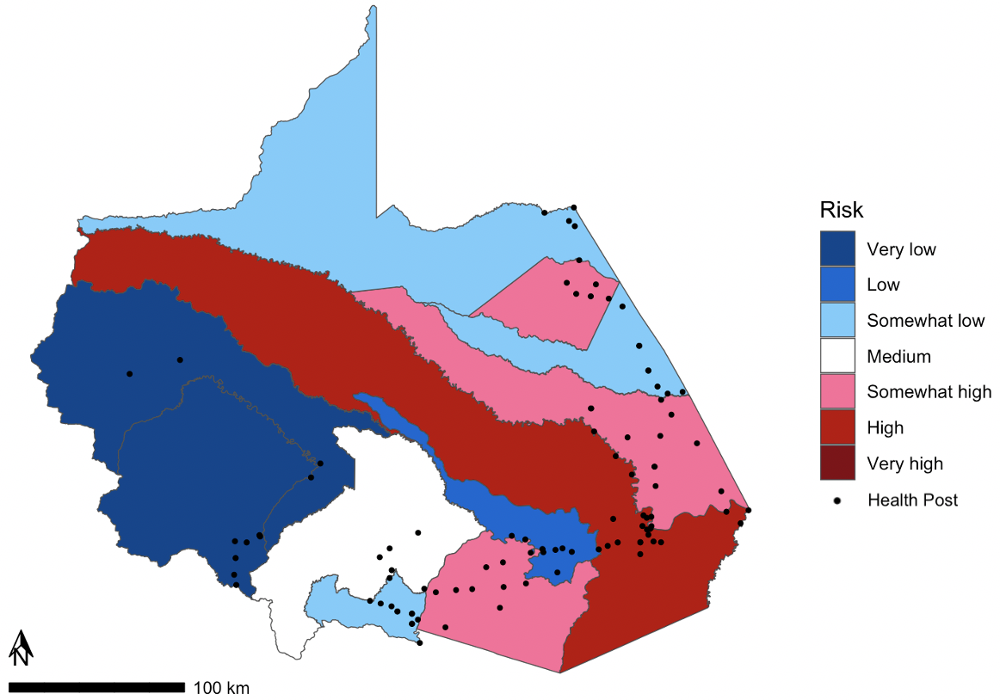 Risk
Very low
Low
Somewhat low
Medium
Somewhat high
High
Very high
Health Post
N
100 km